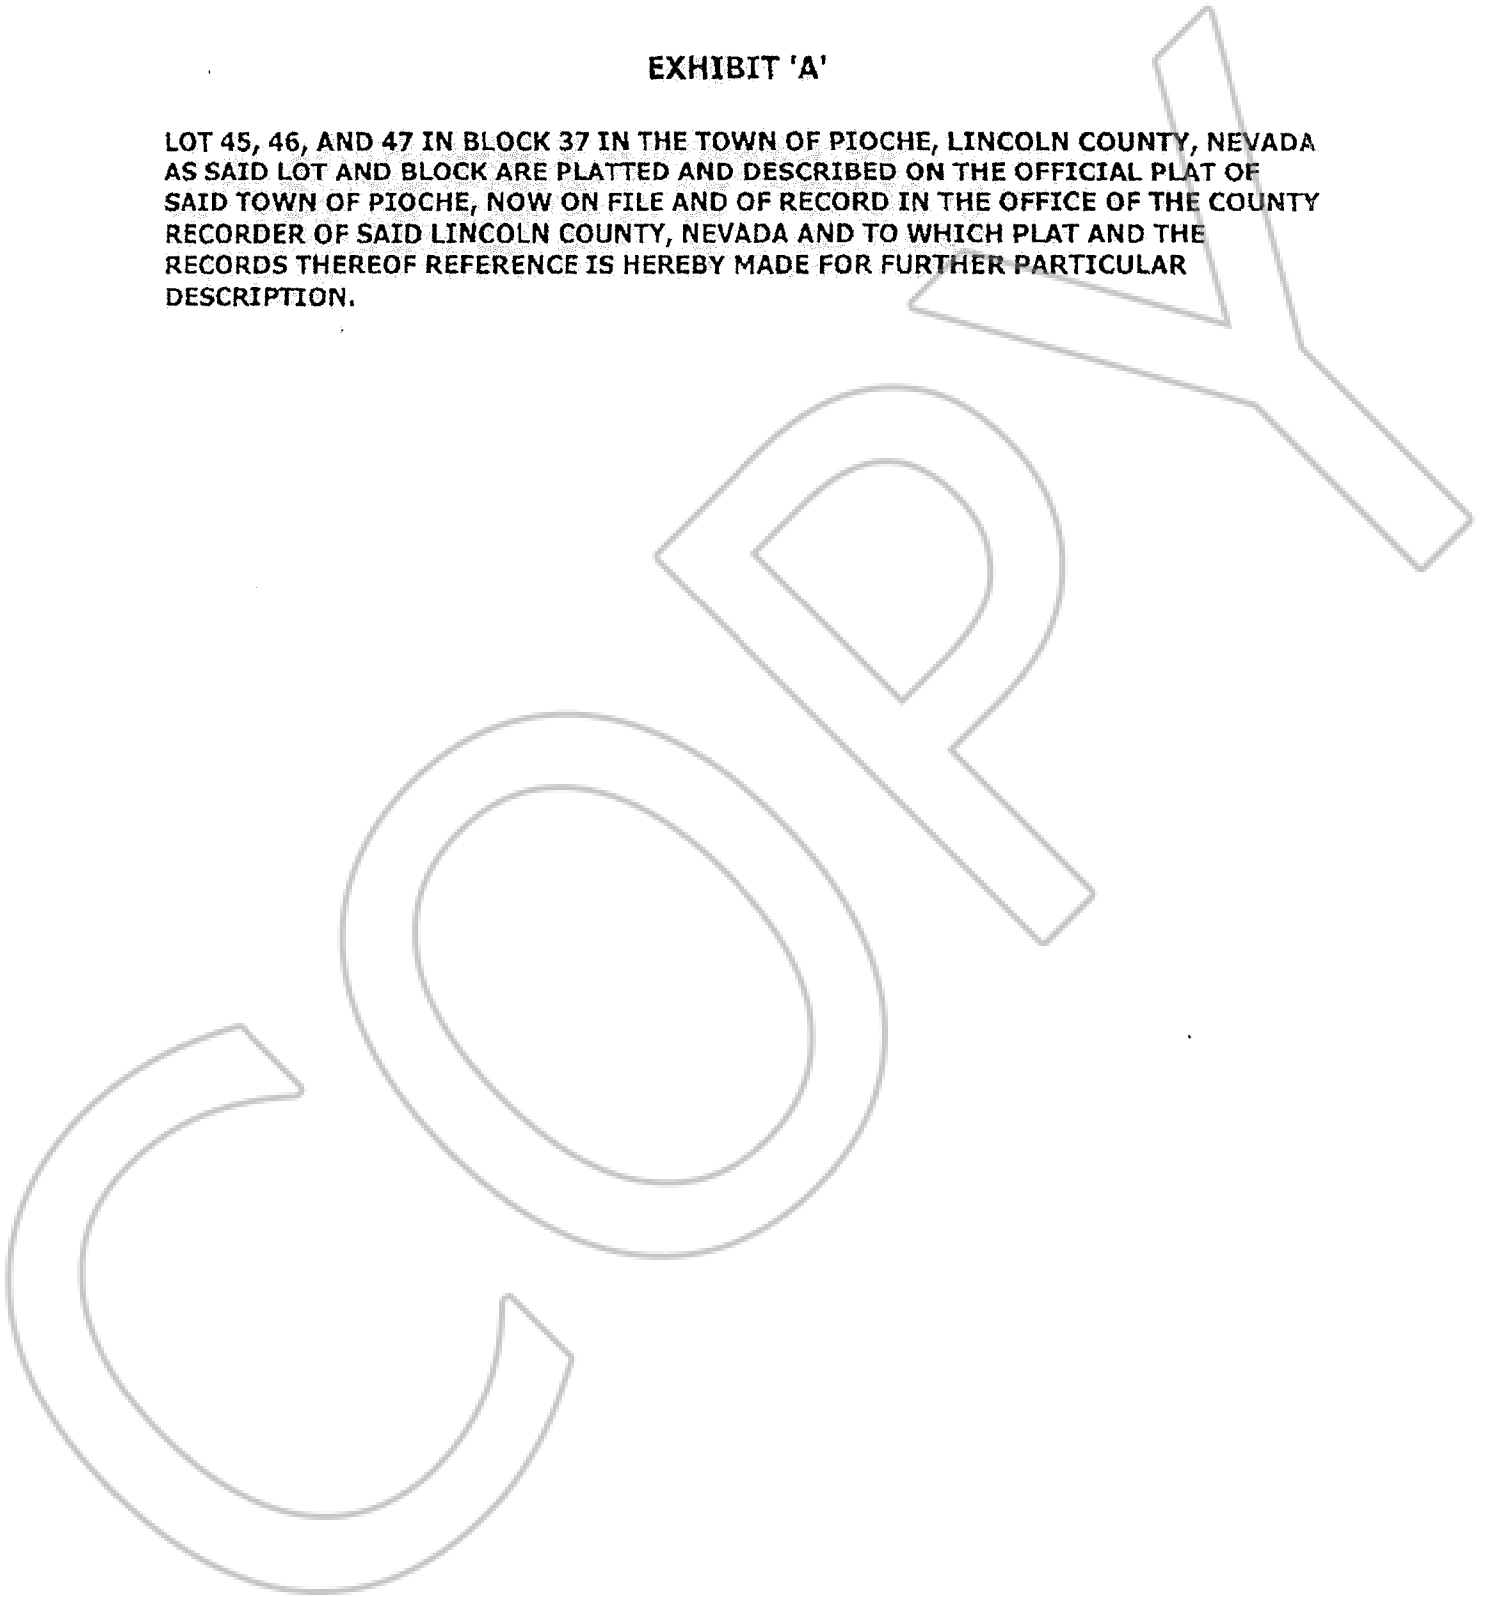 EXHIBIT 'A'
LOT 45, 46, AND 47 IN BLOCK 37 IN THE TOWN OF PIOCHE, LINCOLN COUNTY, NEVADA
AS SAID LOT AND BLOCK ARE PLATTED AND DESCRIBED ON THE OFFICIAL PLAT OF
SAID TOWN OF PIOCHE, NOW ON FILE AND OF RECORD IN THE OFFICE OF THE COUNTY
RECORDER OF SAID LINCOLN COUNTY, NEVADA AND TO WHICH PLAT AND THE
RECORDS THEREOF REFERENCE IS HEREBY MADE FOR FURTHER PARTICULAR
DESCRIPTION.
COPY